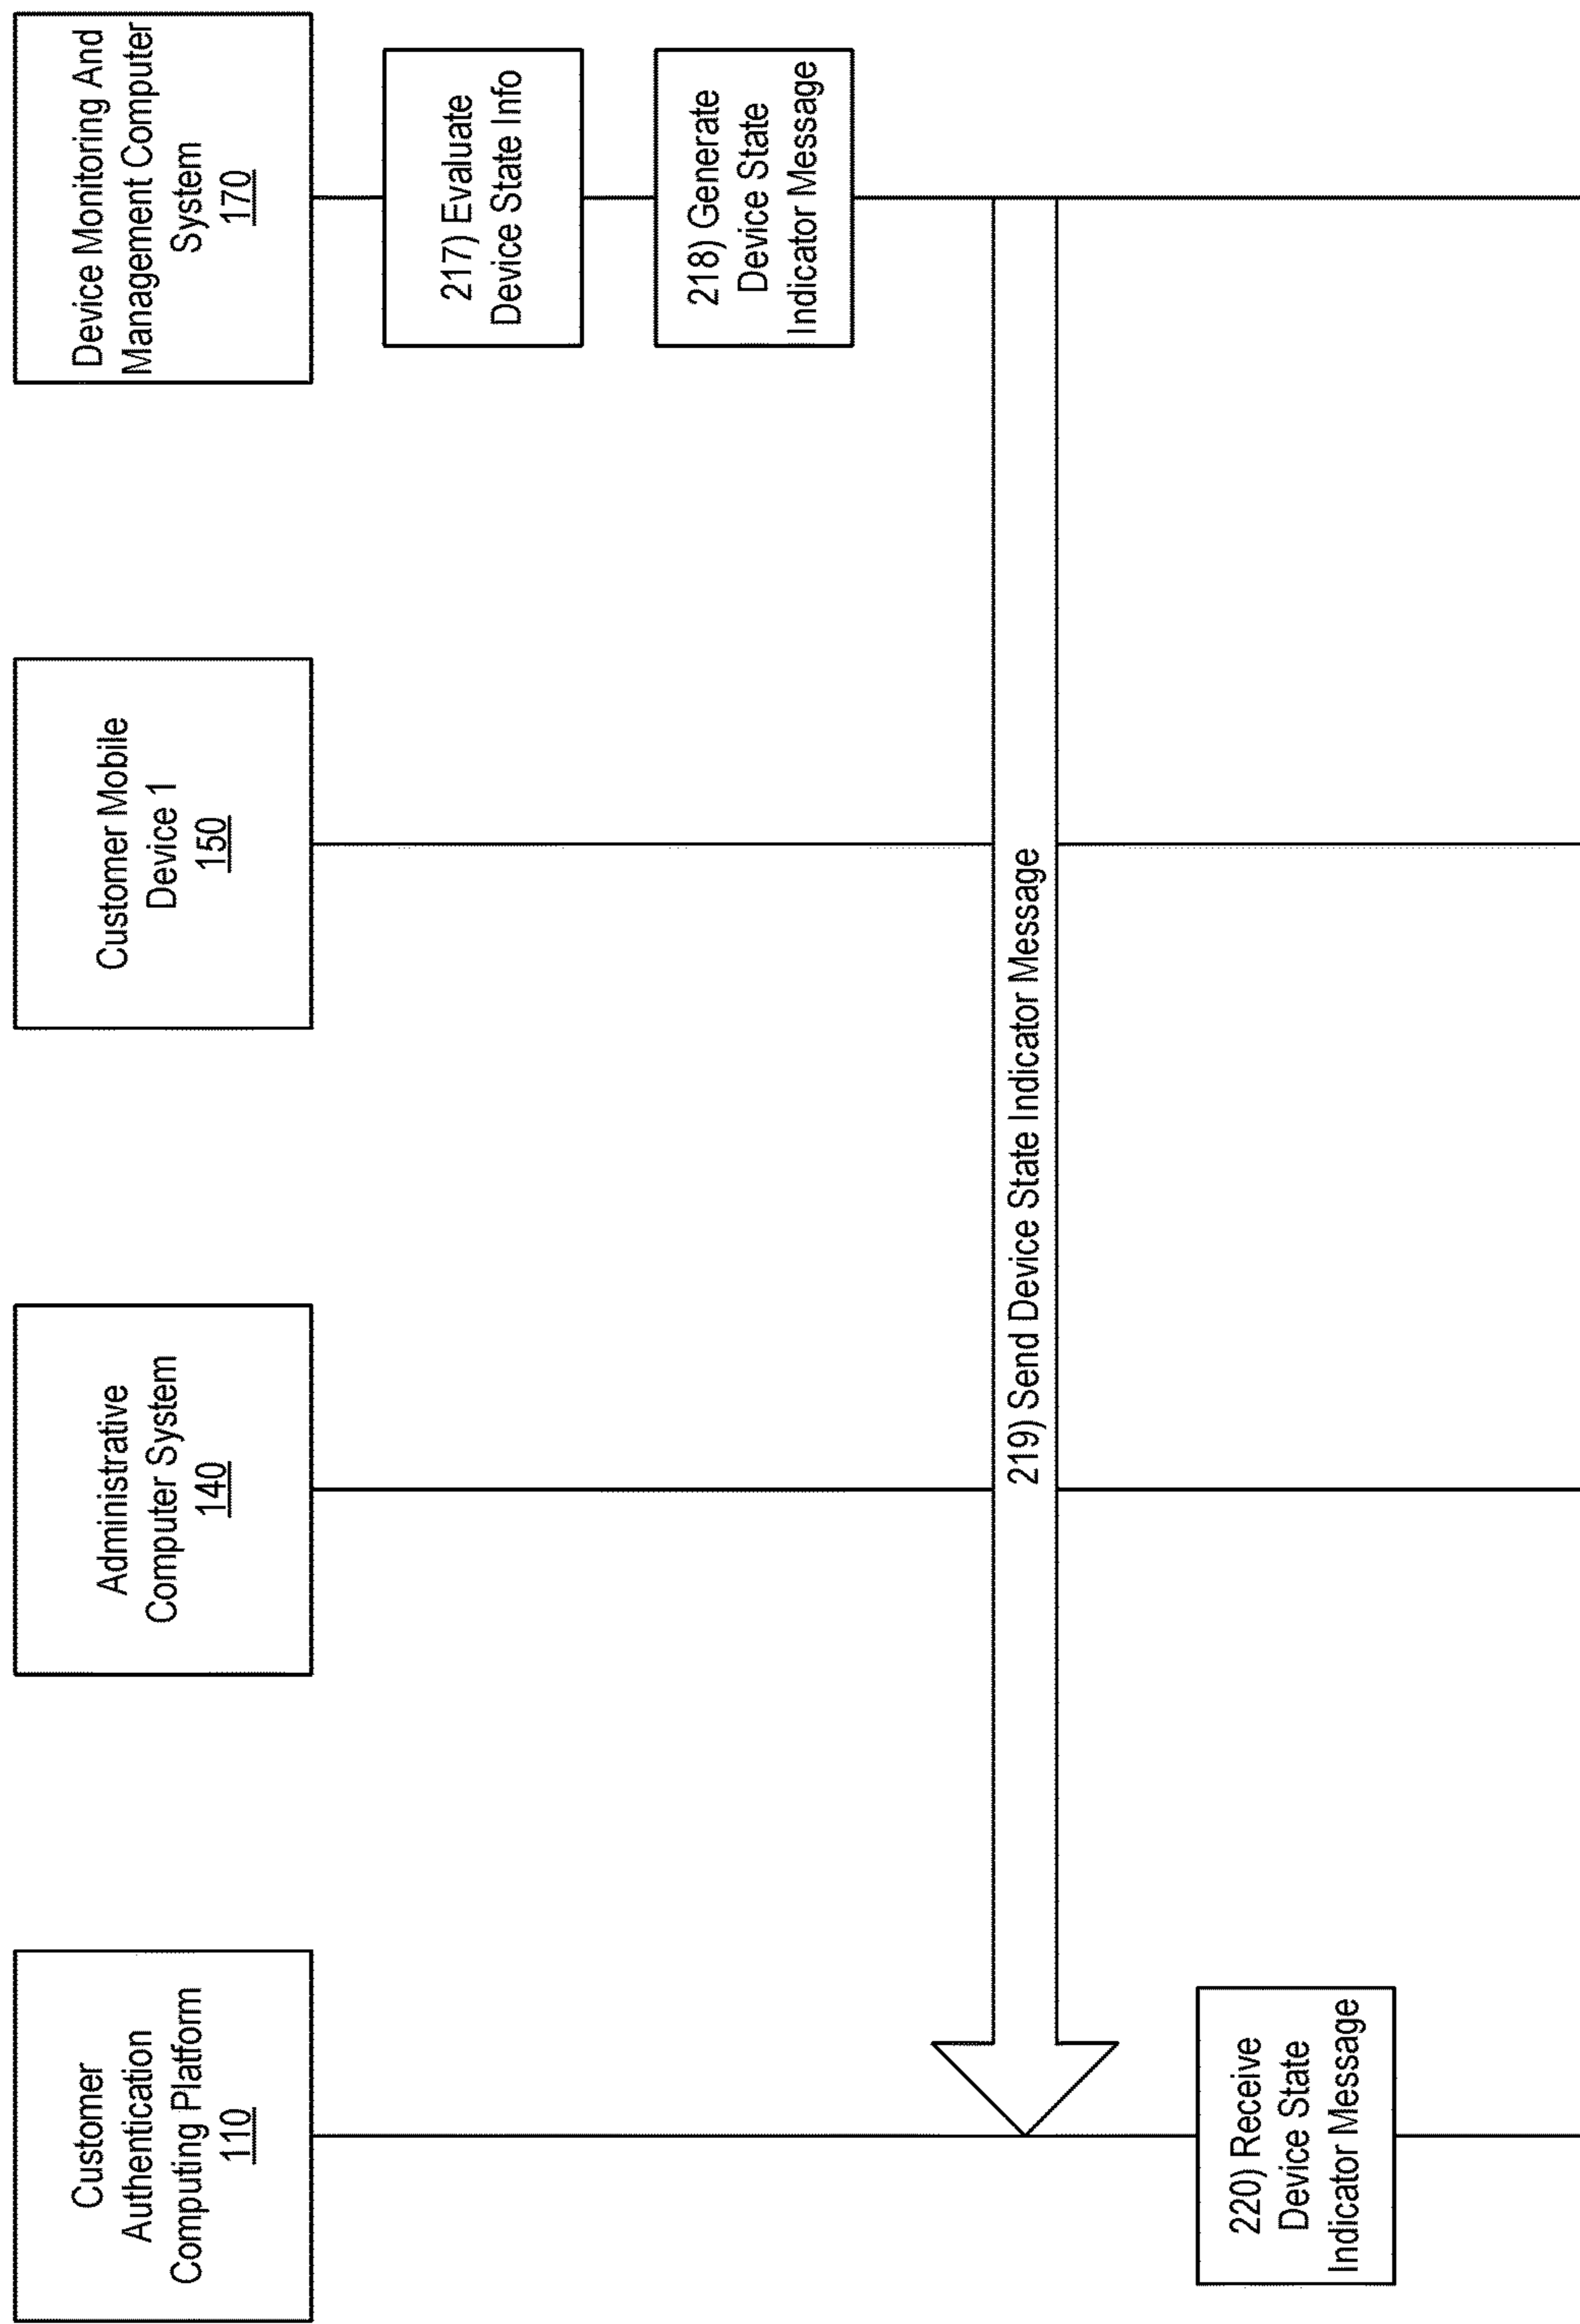 Customer
Authentication
Computing Platform
110
Administrative
Computer System
140
Customer Mobile
Device 1
150
Device Monitoring And
Management Computer
System
170
217) Evaluate
Device State Info
218) Generate
Device State
Indicator Message
219) Send Device State Indicator Message
220) Receive
Device State
Indicator Message